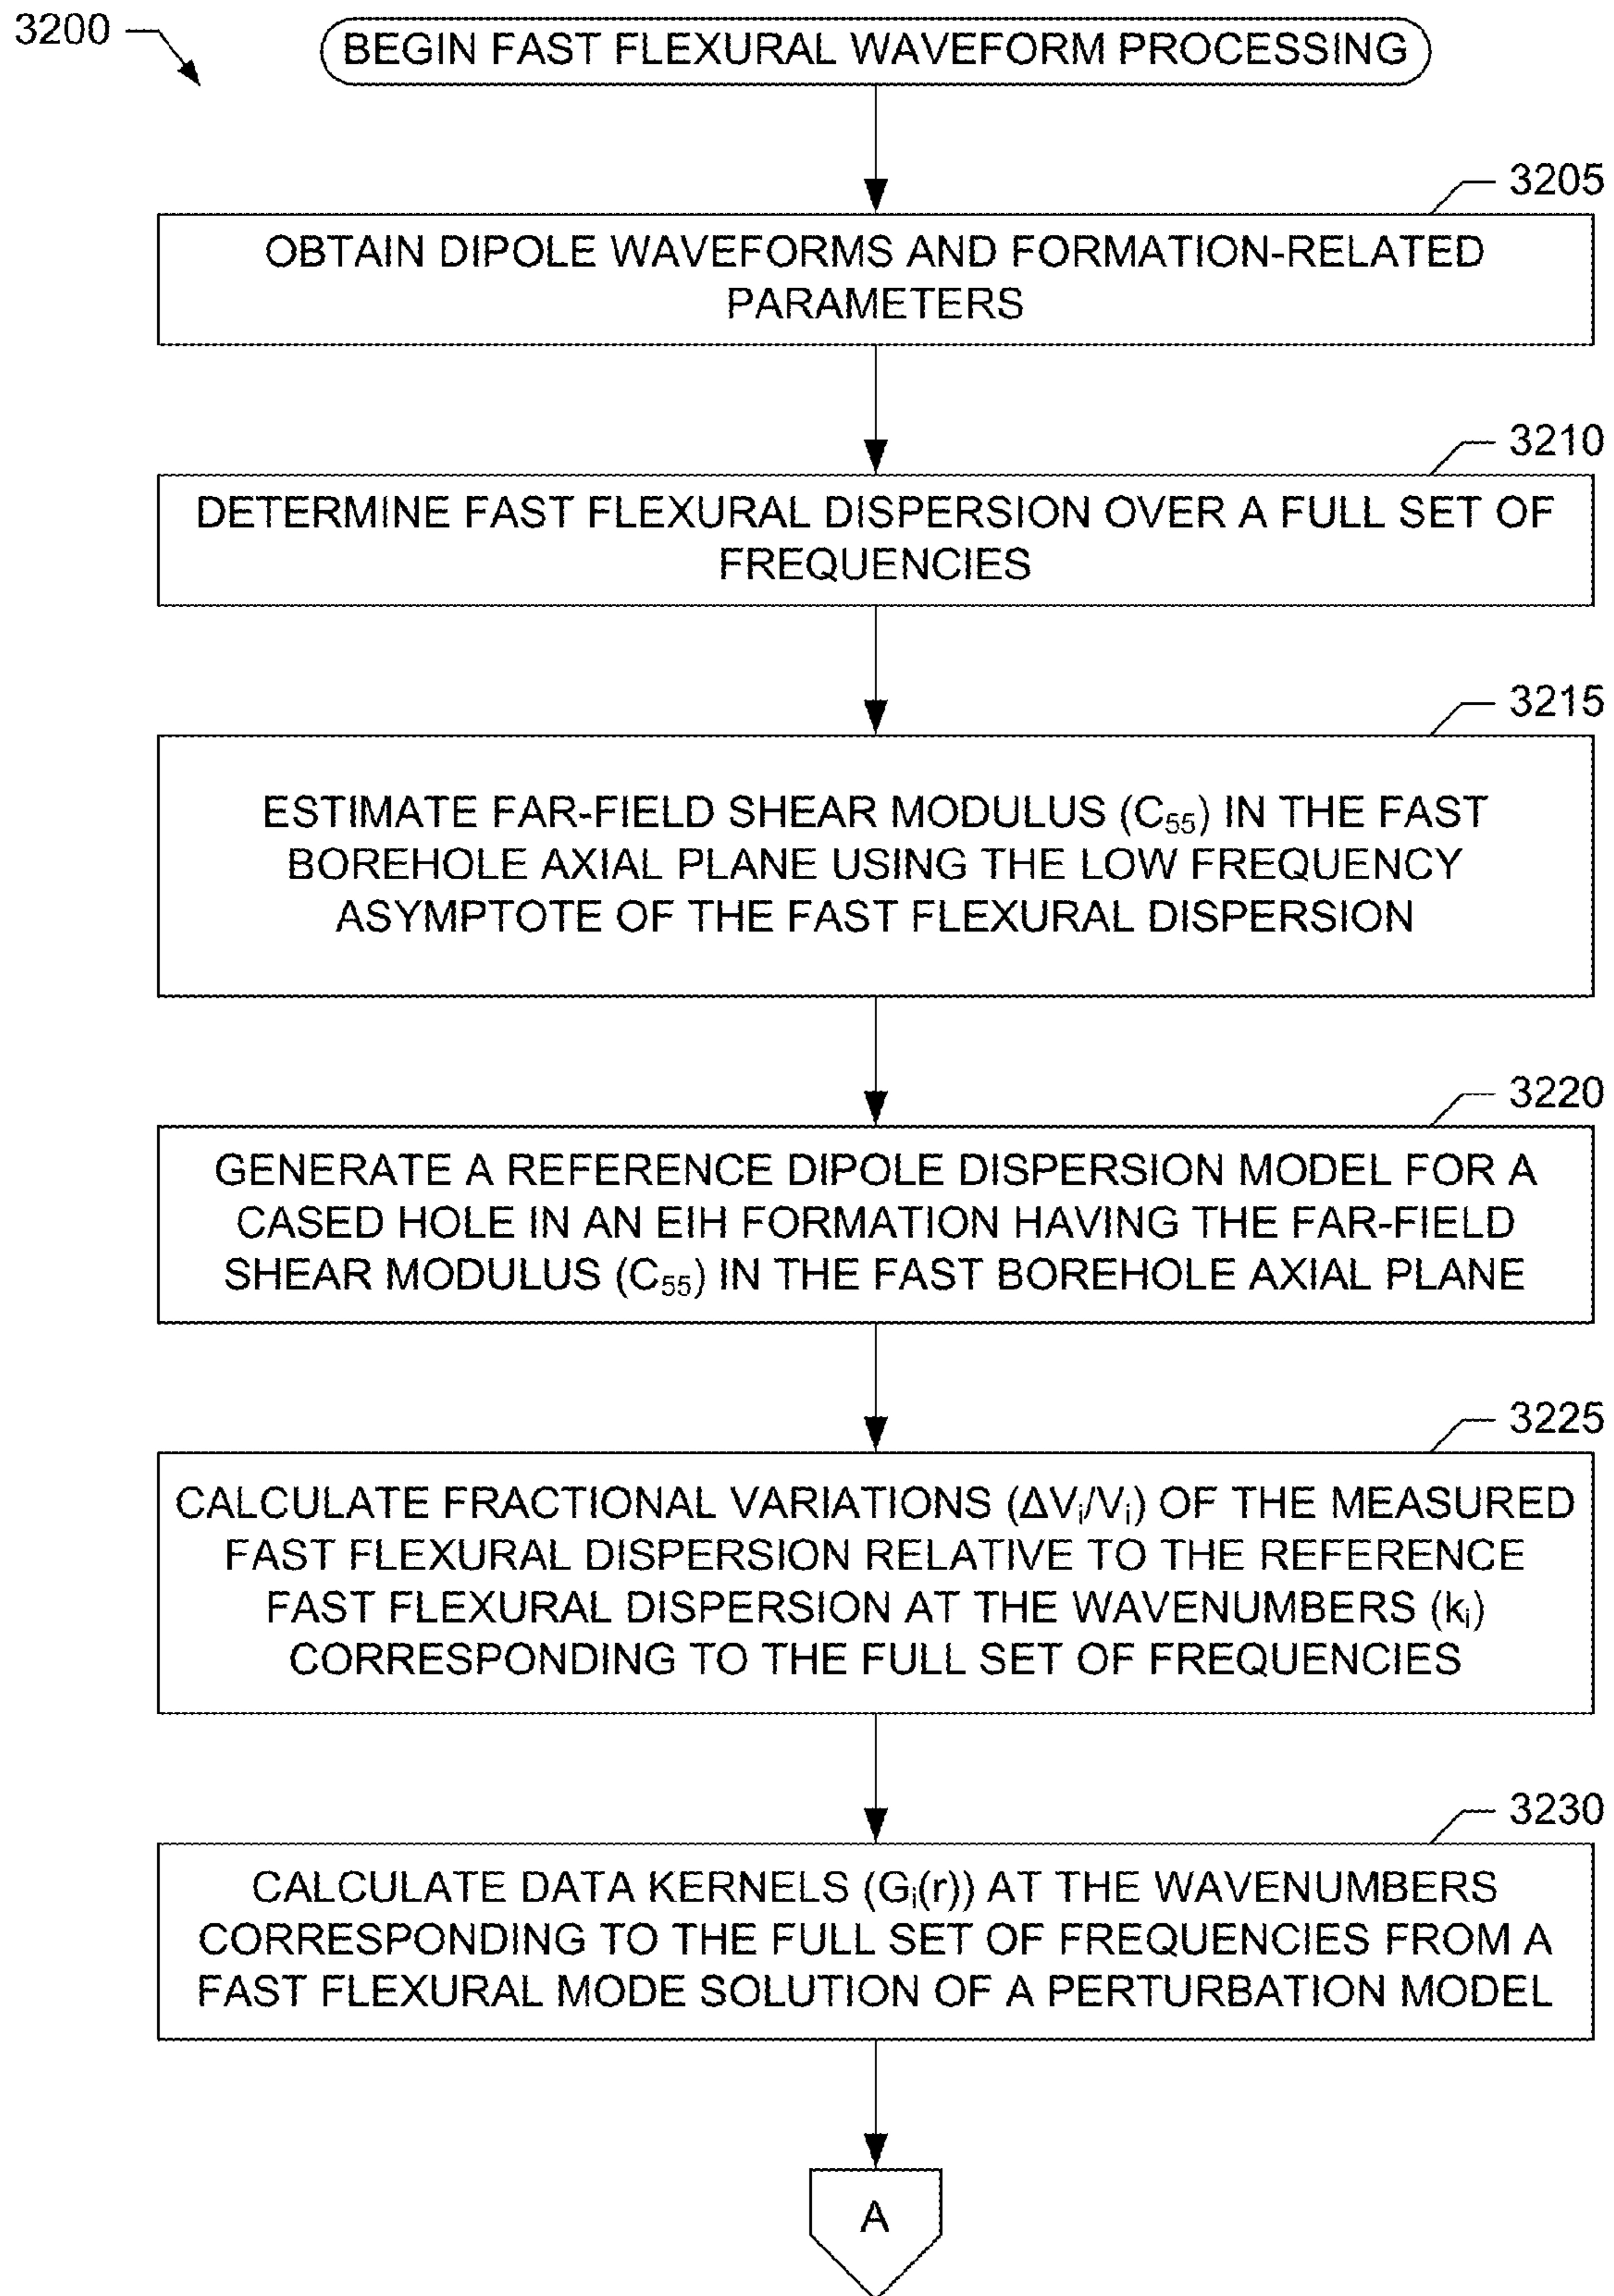 3200
BEGIN FAST FLEXURAL WAVEFORM PROCESSING
3205
OBTAIN DIPOLE WAVEFORMS AND FORMATION-RELATED
PARAMETERS
3210
DETERMINE FAST FLEXURAL DISPERSION OVER A FULL SET OF
FREQUENCIES
3215
ESTIMATE FAR-FIELD SHEAR MODULUS (C₅₅) IN THE FAST
BOREHOLE AXIAL PLANE USING THE LOW FREQUENCY
ASYMPTOTE OF THE FAST FLEXURAL DISPERSION
3220
GENERATE A REFERENCE DIPOLE DISPERSION MODEL FOR A
CASED HOLE IN AN EIH FORMATION HAVING THE FAR-FIELD
SHEAR MODULUS (C₅₅) IN THE FAST BOREHOLE AXIAL PLANE
3225
CALCULATE FRACTIONAL VARIATIONS (ΔVᵢ/Vᵢ) OF THE MEASURED
FAST FLEXURAL DISPERSION RELATIVE TO THE REFERENCE
FAST FLEXURAL DISPERSION AT THE WAVENUMBERS (kᵢ)
CORRESPONDING TO THE FULL SET OF FREQUENCIES
3230
CALCULATE DATA KERNELS (Gᵢ(r)) AT THE WAVENUMBERS
CORRESPONDING TO THE FULL SET OF FREQUENCIES FROM A
FAST FLEXURAL MODE SOLUTION OF A PERTURBATION MODEL
A